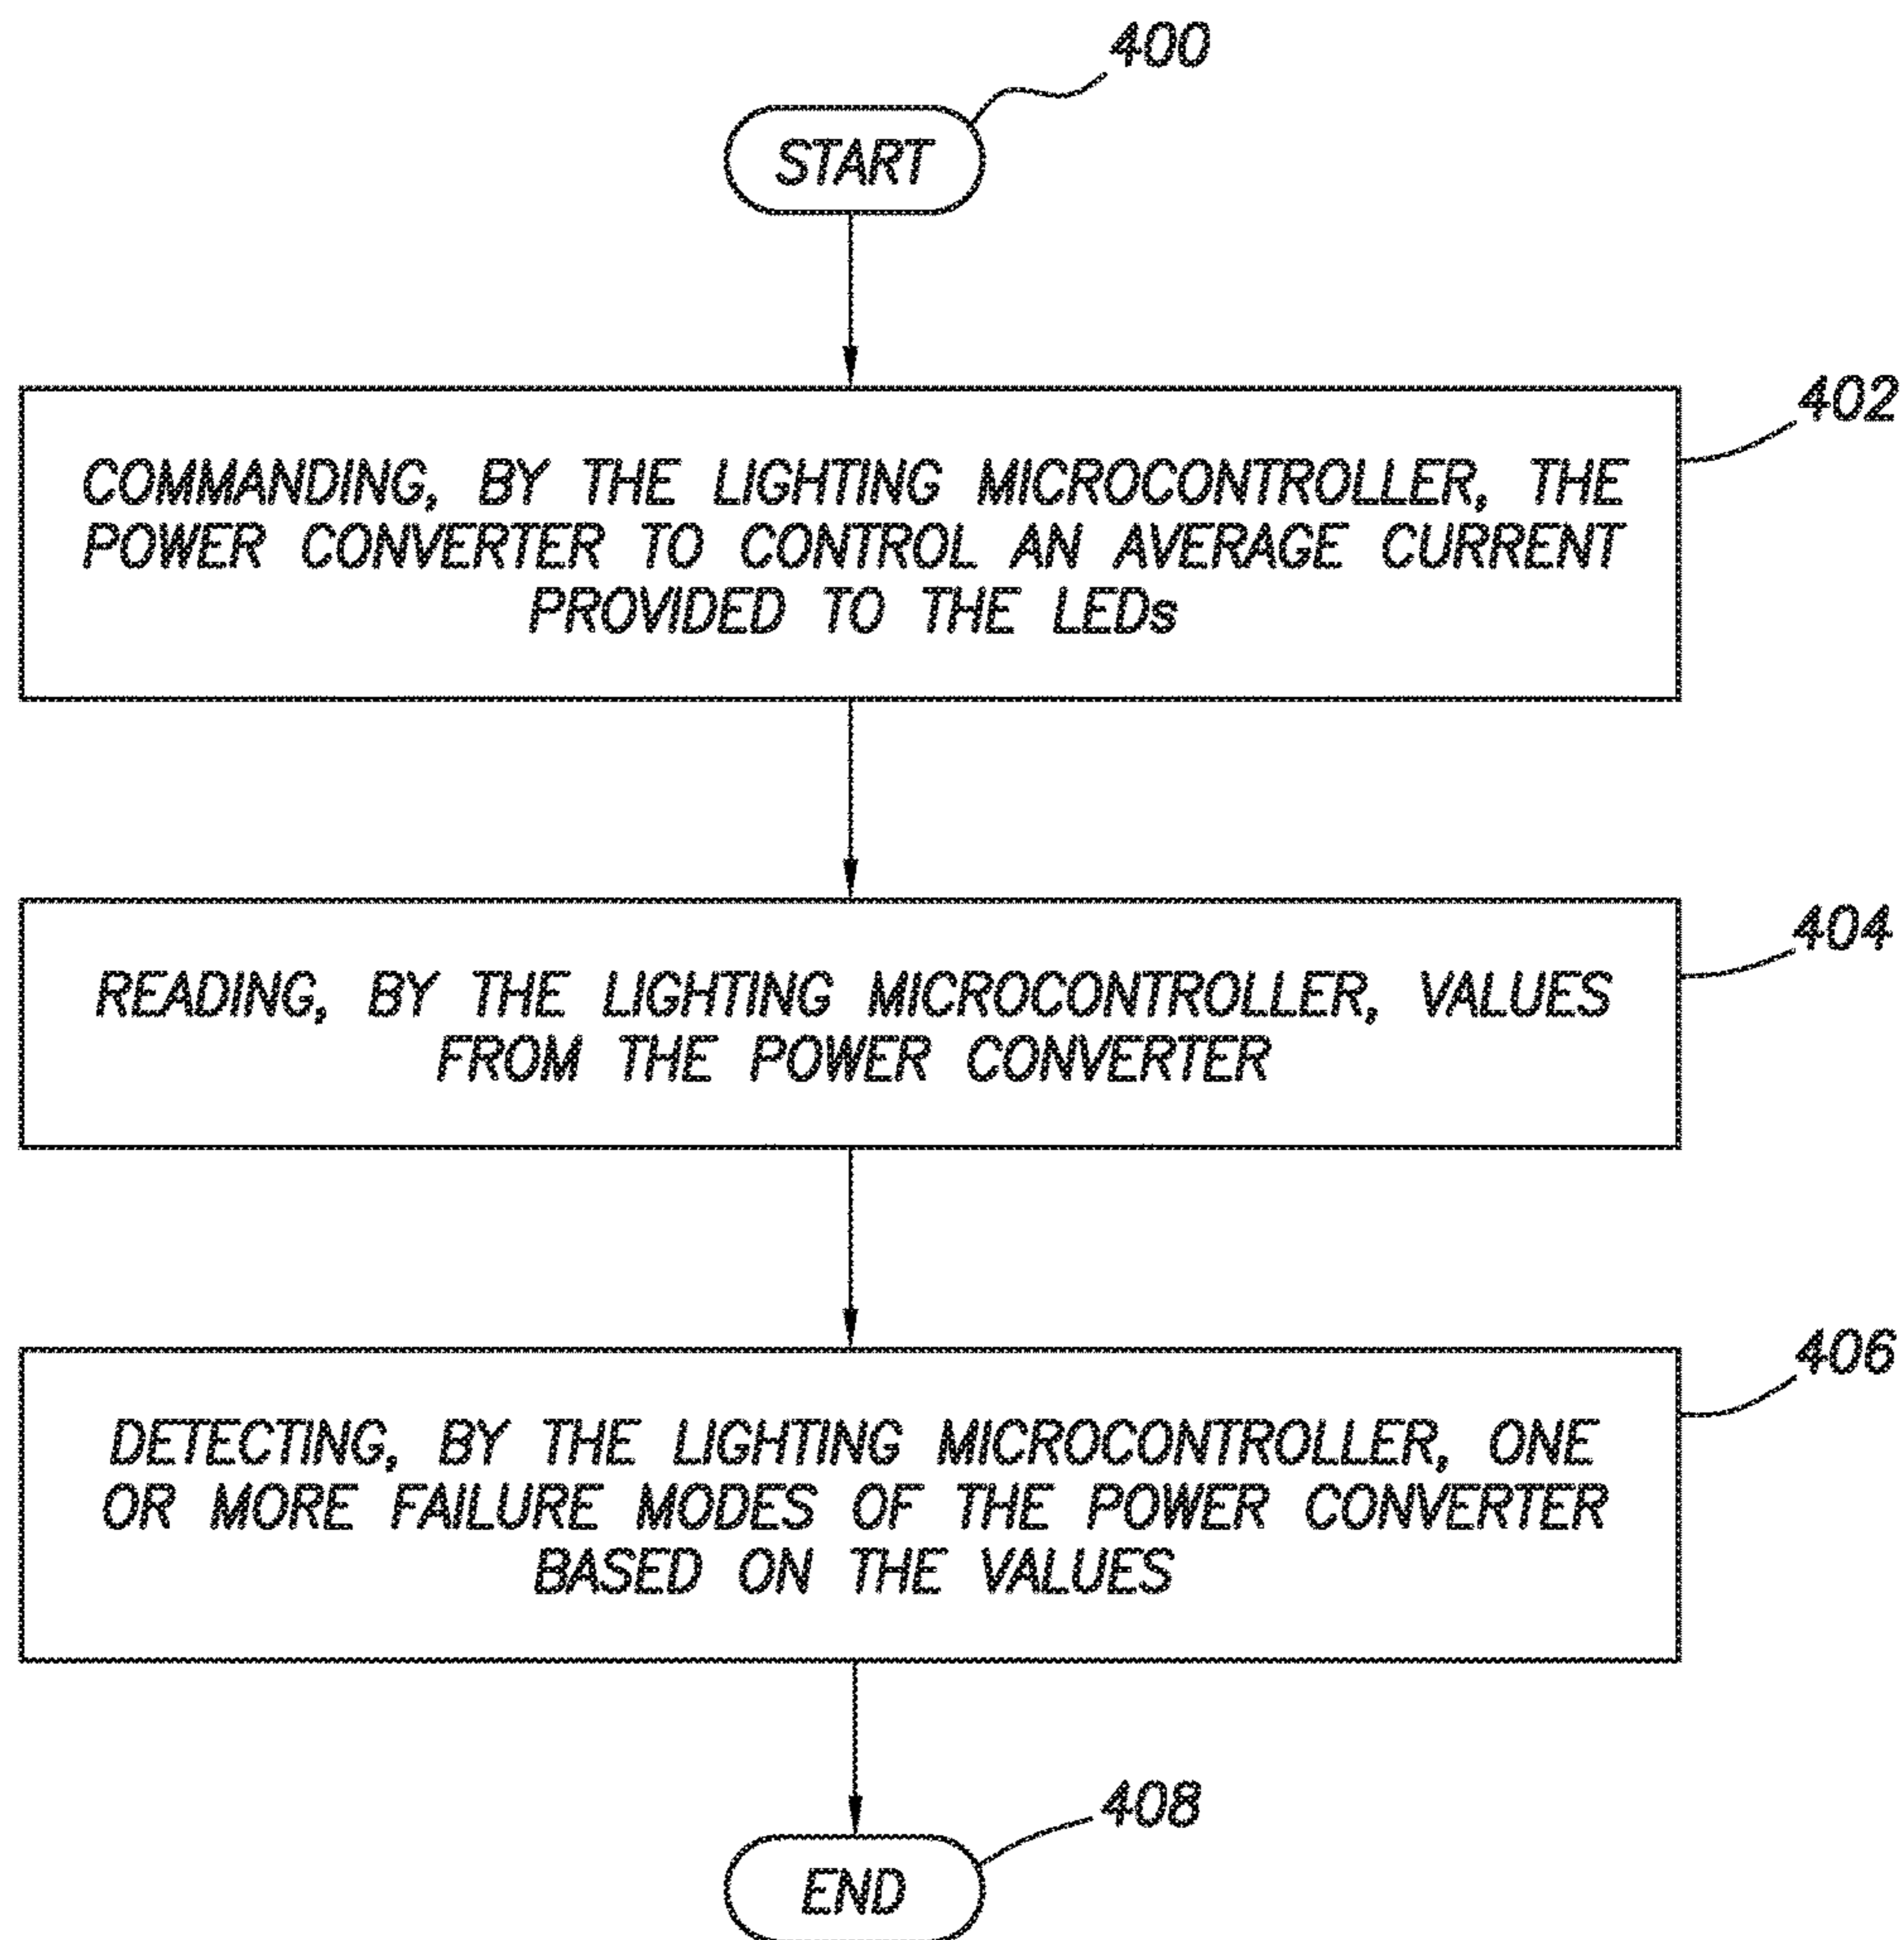 400
START
402
COMMANDING, BY THE LIGHTING MICROCONTROLLER, THE
POWER CONVERTER TO CONTROL AN AVERAGE CURRENT
PROVIDED TO THE LEDs
404
READING, BY THE LIGHTING MICROCONTROLLER, VALUES
FROM THE POWER CONVERTER
406
DETECTING, BY THE LIGHTING MICROCONTROLLER, ONE
OR MORE FAILURE MODES OF THE POWER CONVERTER
BASED ON THE VALUES
408
END